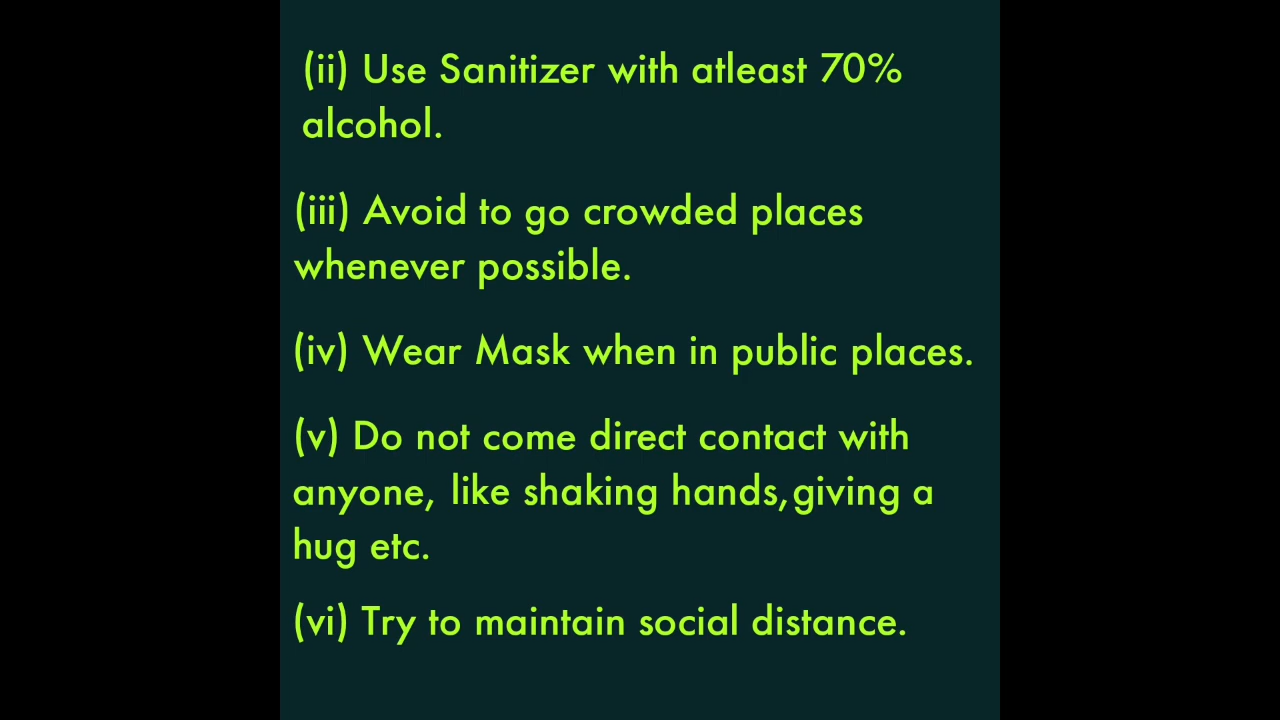 (ii) Use Sanitizer with atleast 70%
alcohol.
(iii) Avoid to go crowded places
whenever possible.
(iv) Wear Mask when in public places.
(v) Do not come direct contact with
anyone, like shaking hands,giving a
hug etc.
(vi) Try to maintain social distance.